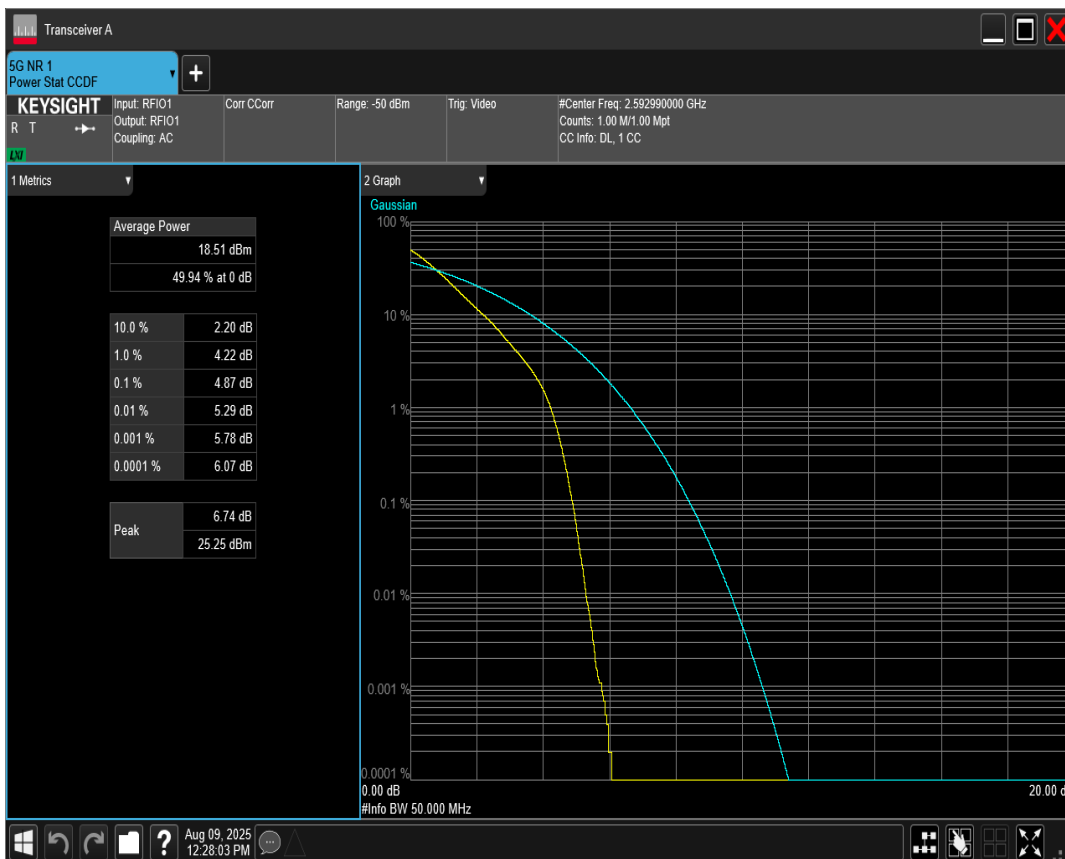 Transceiver A
5G NR 1
Power Stat CCDF
+
KEYSIGHT
R T
LXI
Input: RFIO1
Output: RFIO1
Coupling: AC
Corr CCorr
Range: -50 dBm
Trig: Video
#Center Freq: 2.592990000 GHz
Counts: 1.00 M/1.00 Mpt
CC Info: DL, 1 CC
1 Metrics
Average Power
18.51 dBm
49.94 % at 0 dB
10.0 % 2.20 dB
1.0 % 4.22 dB
0.1 % 4.87 dB
0.01 % 5.29 dB
0.001 % 5.78 dB
0.0001 % 6.07 dB
Peak
6.74 dB
25.25 dBm
2 Graph
Gaussian
100 %
10 %
1 %
0.1 %
0.01 %
0.001 %
0.0001 %
0.00 dB 20.00 d
#Info BW 50.000 MHz
?
Aug 09, 2025
12:28:03 PM